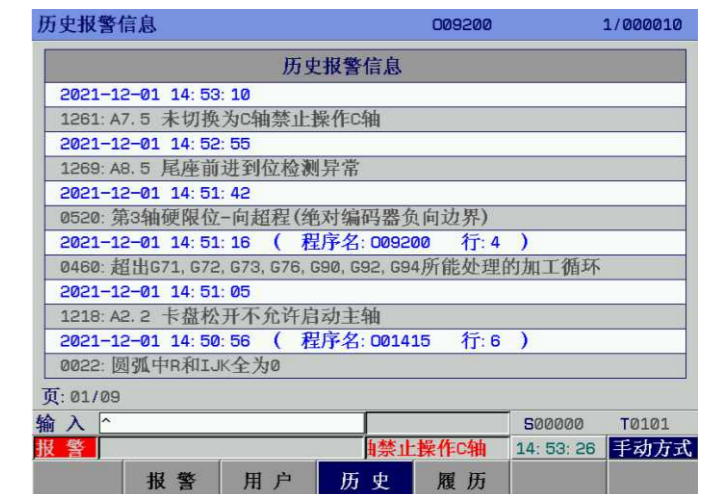 历史报警信息 O09200 1/000010
历史报警信息
2021-12-01 14:53:10
1261: A7.5 未切换为C轴禁止操作C轴
2021-12-01 14:52:55
1269: A8.5 尾座前进到位检测异常
2021-12-01 14:51:42
0520: 第3轴硬限位-向超程(绝对编码器负向边界)
2021-12-01 14:51:16 ( 程序名: O09200 行: 4 )
0460: 超出G71, G72, G73, G76, G90, G92, G94所能处理的加工循环
2021-12-01 14:51:05
1218: A2.2 卡盘松开不允许启动主轴
2021-12-01 14:50:56 ( 程序名: O01415 行: 6 )
0022: 圆弧中R和IJK全为0
页: 01/09
输 入 ^ S00000 T0101
报 警 禁止操作C轴 14:53:26 手动方式
报 警 用 户 历 史 履 历